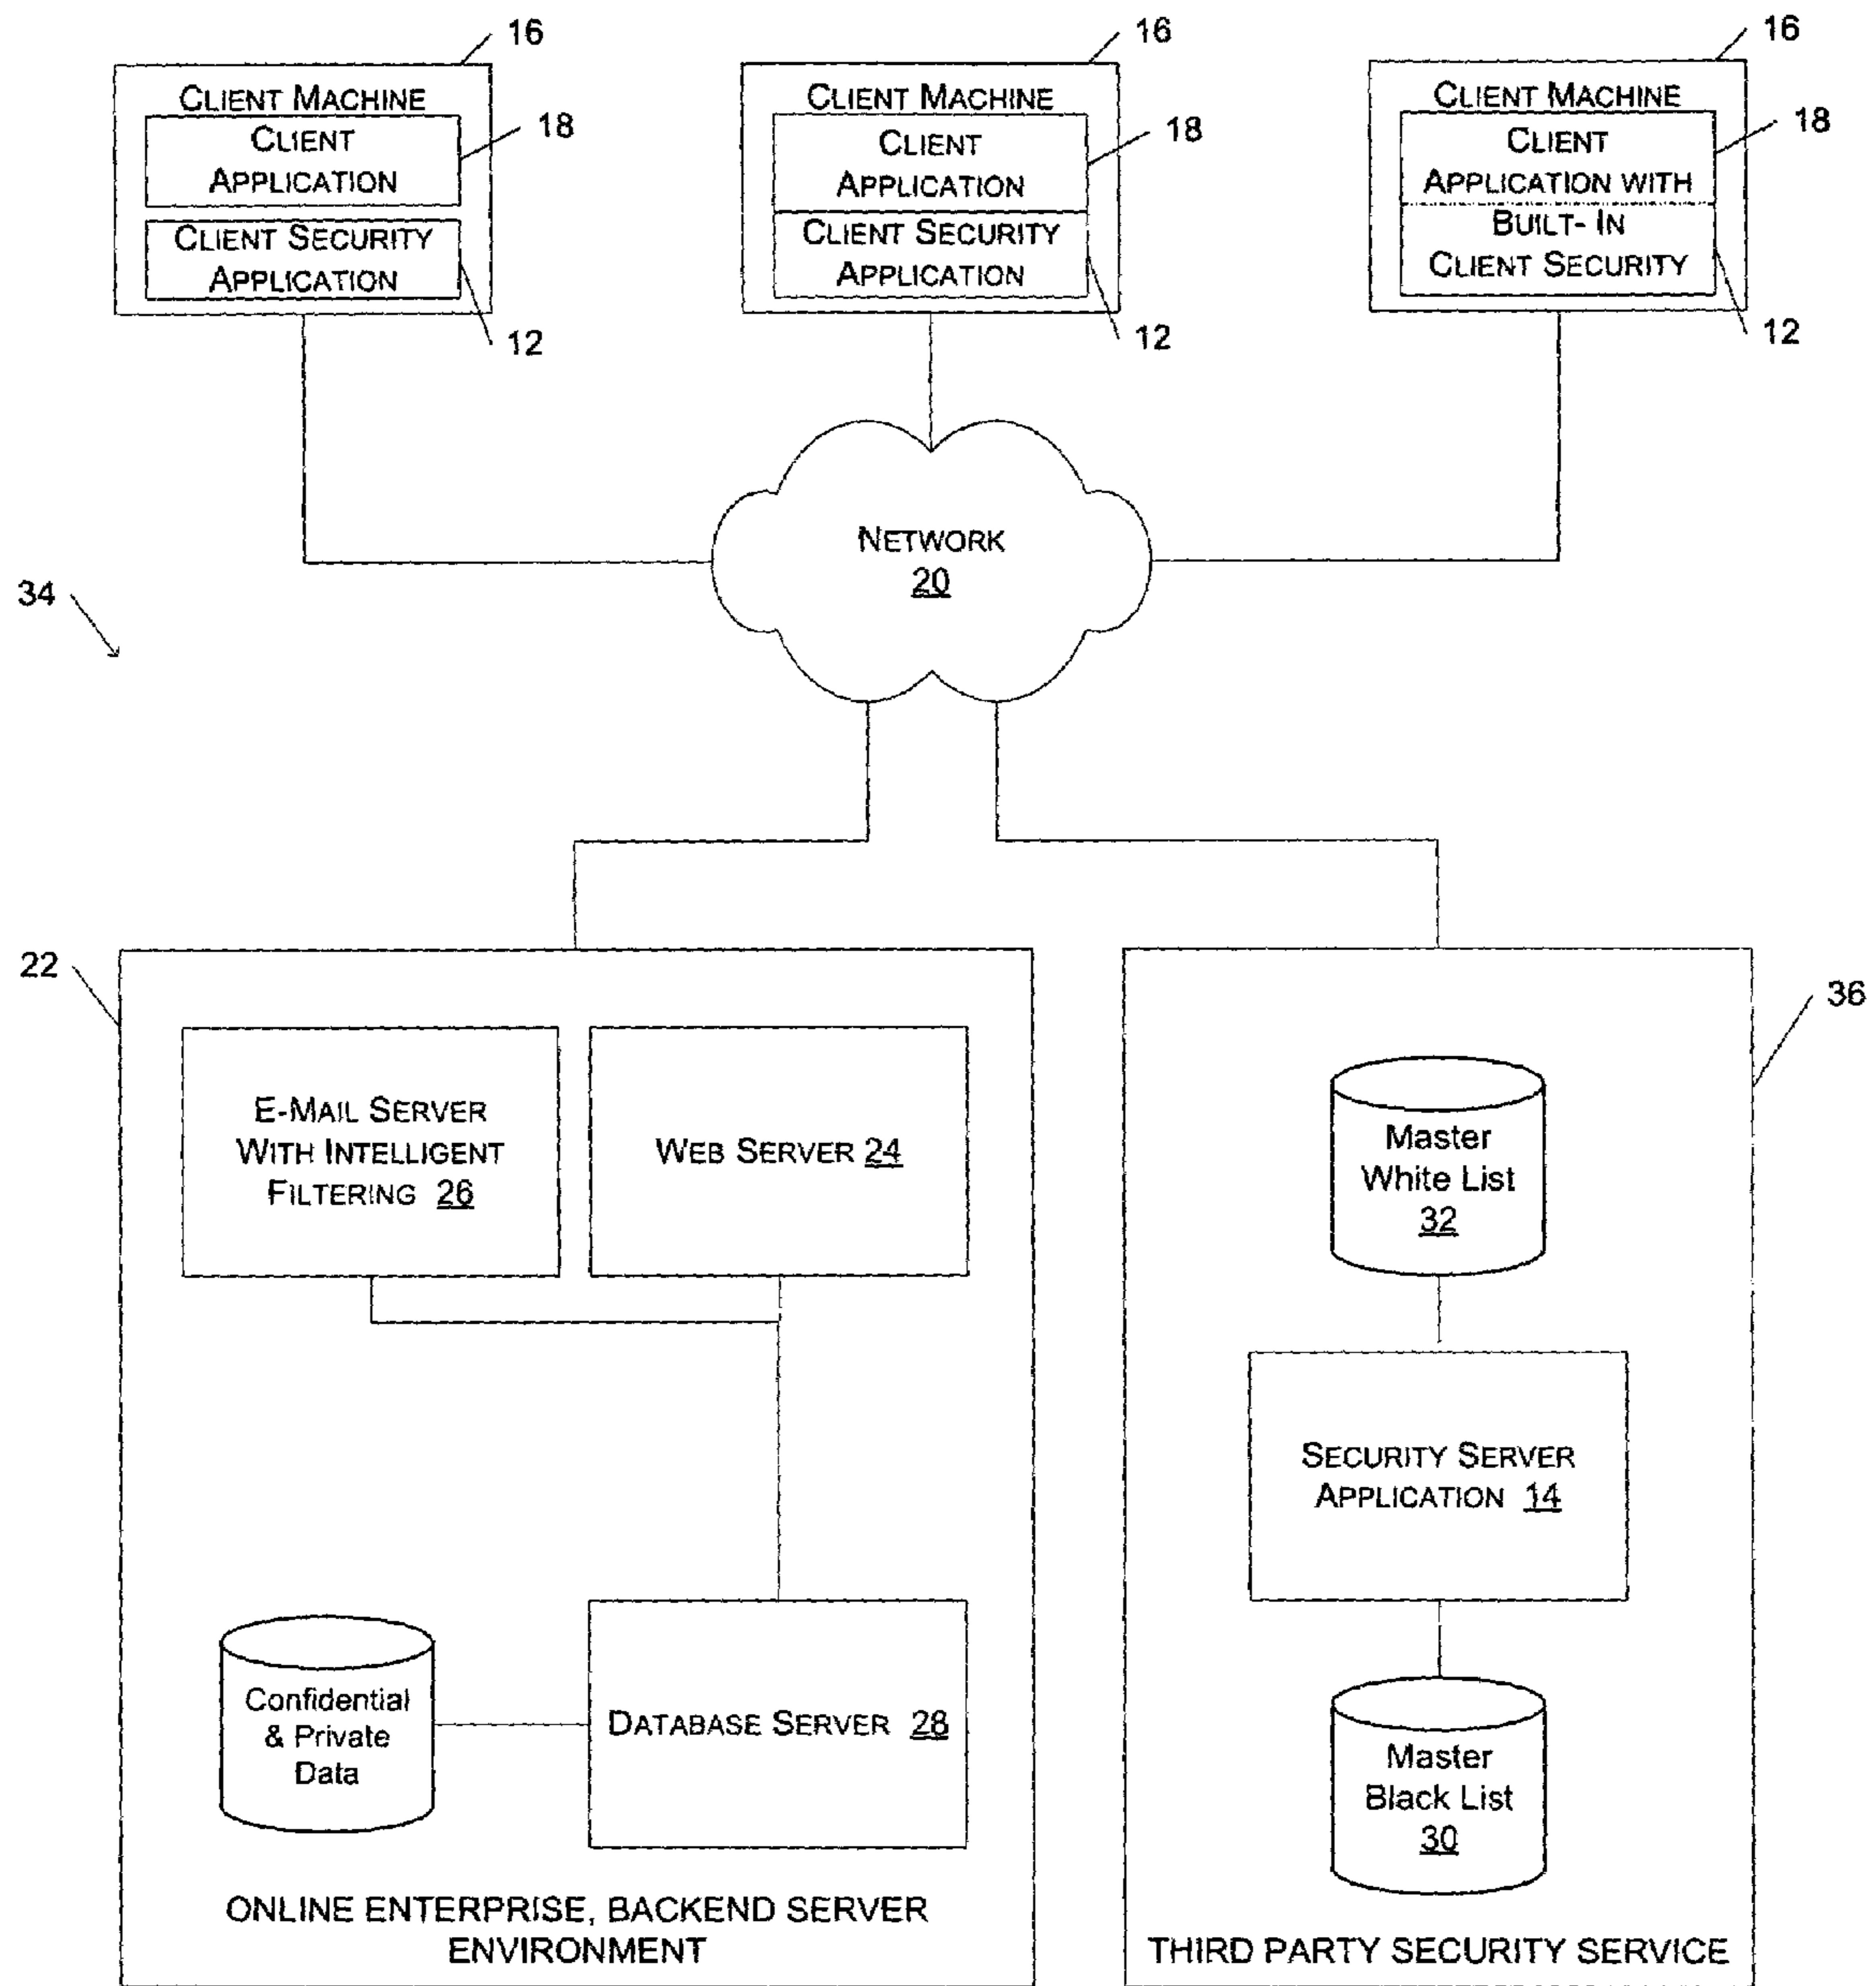 16
CLIENT MACHINE
CLIENT
APPLICATION
18
CLIENT SECURITY
APPLICATION
12
16
CLIENT MACHINE
CLIENT
APPLICATION
18
CLIENT SECURITY
APPLICATION
12
16
CLIENT MACHINE
CLIENT
APPLICATION WITH
18
BUILT- IN
CLIENT SECURITY
12
NETWORK
20
34
22
E-MAIL SERVER
WITH INTELLIGENT
FILTERING 26
WEB SERVER 24
Confidential
& Private
Data
DATABASE SERVER 28
ONLINE ENTERPRISE, BACKEND SERVER
ENVIRONMENT
36
Master
White List
32
SECURITY SERVER
APPLICATION 14
Master
Black List
30
THIRD PARTY SECURITY SERVICE